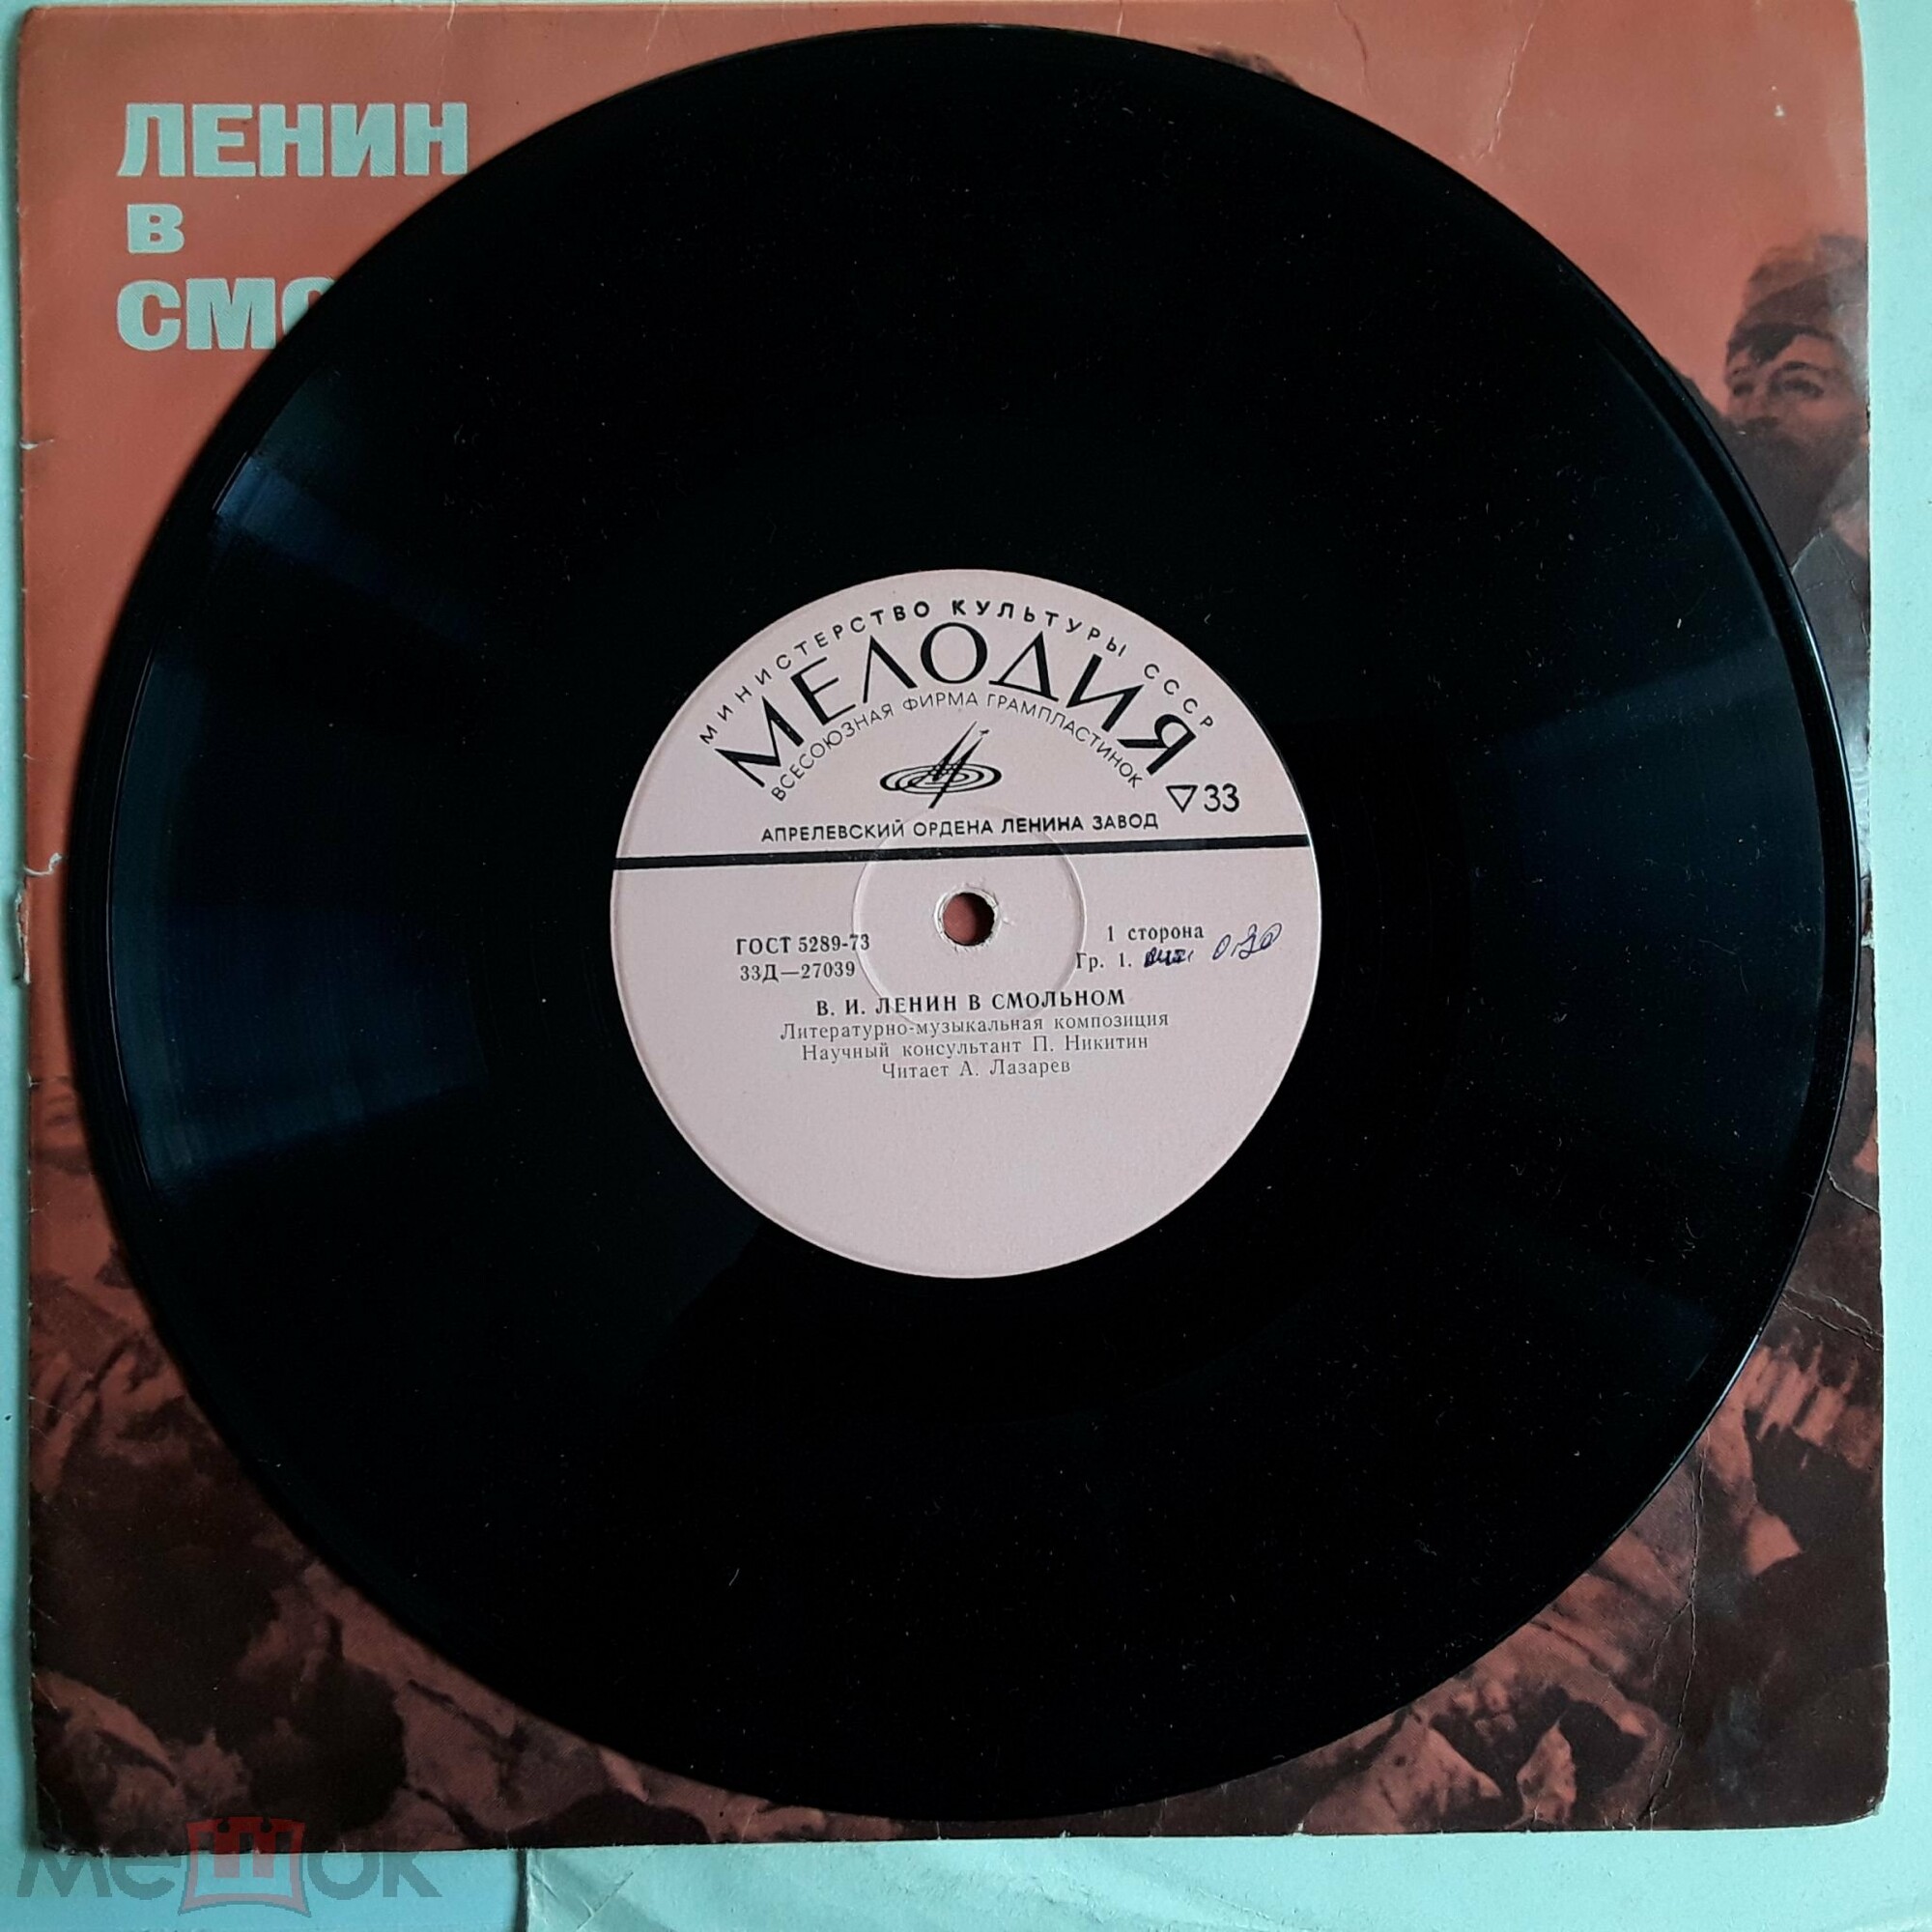 ЛЕНИН
В
СМО
МИНИСТЕРСТВО КУЛЬТУРЫ СССР
МЕЛОДИЯ
ВСЕСОЮЗНАЯ ФИРМА ГРАМПЛАСТИНОК
▽33
АПРЕЛЕВСКИЙ ОРДЕНА ЛЕНИНА ЗАВОД
ГОСТ 5289-73
33Д—27039
1 сторона
Гр. 1.
В. И. ЛЕНИН В СМОЛЬНОМ
Литературно-музыкальная композиция
Научный консультант П. Никитин
Читает А. Лазарев
мешок